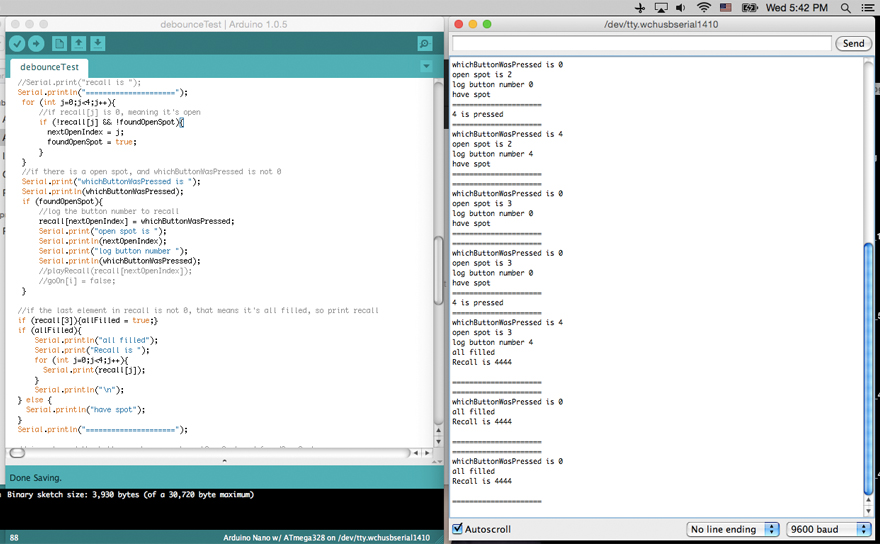 Wed 5:42 PM
debounceTest | Arduino 1.0.5
debounceTest
//Serial.print("recall is ");
Serial.println("=====================");
for (int j=0;j<4;j++){
//if recall[j] is 0, meaning it's open
if (!recall[j] && !foundOpenSpot){
nextOpenIndex = j;
foundOpenSpot = true;
}
}
//if there is a open spot, and whichButtonWasPressed is not 0
Serial.print("whichButtonWasPressed is ");
Serial.println(whichButtonWasPressed);
if (foundOpenSpot){
//log the button number to recall
recall[nextOpenIndex] = whichButtonWasPressed;
Serial.print("open spot is ");
Serial.println(nextOpenIndex);
Serial.print("log button number ");
Serial.println(whichButtonWasPressed);
//playRecall(recall[nextOpenIndex]);
//goOn[i] = false;
}
//if the last element in recall is not 0, that means it's all filled, so print recall
if (recall[3]){allFilled = true;}
if (allFilled){
Serial.println("all filled");
Serial.print("Recall is ");
for (int j=0;j<4;j++){
Serial.print(recall[j]);
}
Serial.println("\n");
} else {
Serial.println("have spot");
}
Serial.println("=====================");
Done Saving.
Binary sketch size: 3,930 bytes (of a 30,720 byte maximum)
88
Arduino Nano w/ ATmega328 on /dev/tty.wchusbserial1410
/dev/tty.wchusbserial1410
Send
whichButtonWasPressed is 0
open spot is 2
log button number 0
have spot
=====================
4 is pressed
=====================
whichButtonWasPressed is 4
open spot is 2
log button number 4
have spot
=====================
=====================
whichButtonWasPressed is 0
open spot is 3
log button number 0
have spot
=====================
=====================
whichButtonWasPressed is 0
open spot is 3
log button number 0
have spot
=====================
4 is pressed
=====================
whichButtonWasPressed is 4
open spot is 3
log button number 4
all filled
Recall is 4444
=====================
=====================
whichButtonWasPressed is 0
all filled
Recall is 4444
=====================
=====================
whichButtonWasPressed is 0
all filled
Recall is 4444
=====================
Autoscroll
No line ending
9600 baud